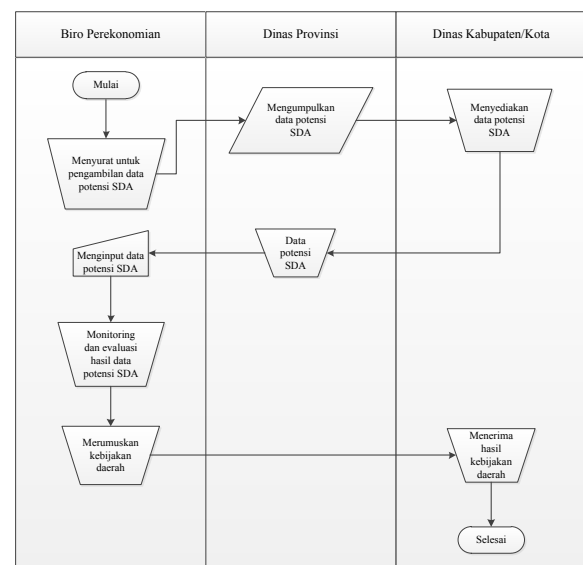 Biro Perekonomian
Dinas Provinsi
Dinas Kabupaten/Kota
Mulai
Menyurat untuk
pengambilan data
potensi SDA
Mengumpulkan
data potensi
SDA
Menyediakan
data potensi
SDA
Data
potensi
SDA
Menginput data
potensi SDA
Monitoring
dan evaluasi
hasil data
potensi SDA
Merumuskan
kebijakan
daerah
Menerima
hasil
kebijakan
daerah
Selesai